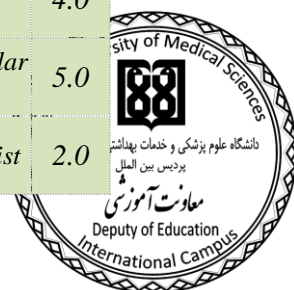 4.0
sity of Medical Sciences
lar 5.0
دانشگاه علوم پزشکی و خدمات بهداشتی
پردیس بین الملل
ist 2.0
معاونت آموزشی
Deputy of Education
International Campus